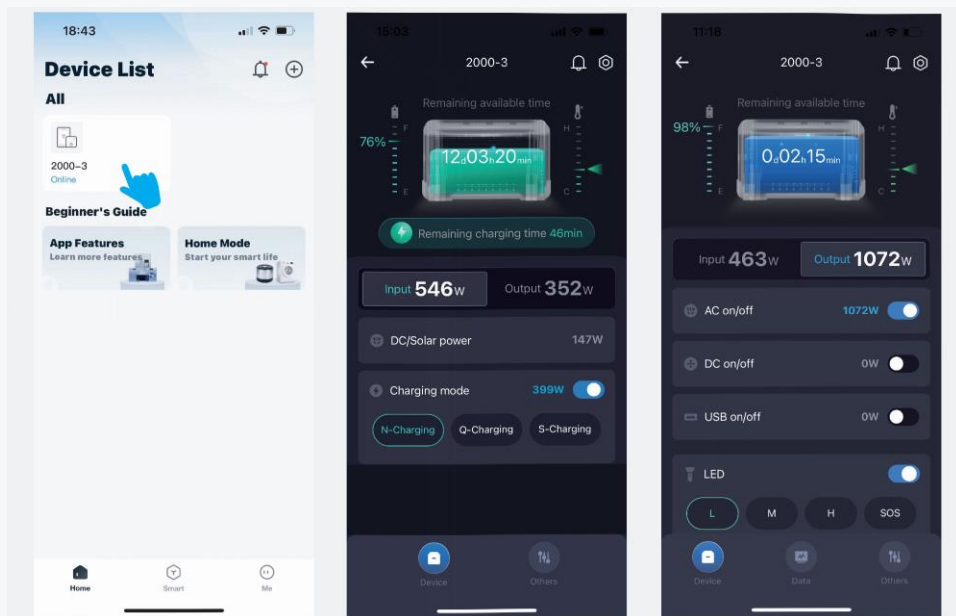 18:43
Device List
All
2000-3
Online
Beginner's Guide
App Features
Learn more features
Home Mode
Start your smart life
Home
Smart
Me
15:03
2000-3
Remaining available time
F
H
76%
12d03h20min
E
C
Remaining charging time 46min
Input 546w
Output 352w
DC/Solar power
147W
Charging mode
399W
N-Charging
Q-Charging
S-Charging
Device
Others
11:18
2000-3
Remaining available time
98%
F
H
0d02h15min
E
C
Input 463w
Output 1072w
AC on/off
1072W
DC on/off
0W
USB on/off
0W
LED
L
M
H
SOS
Device
Data
Others